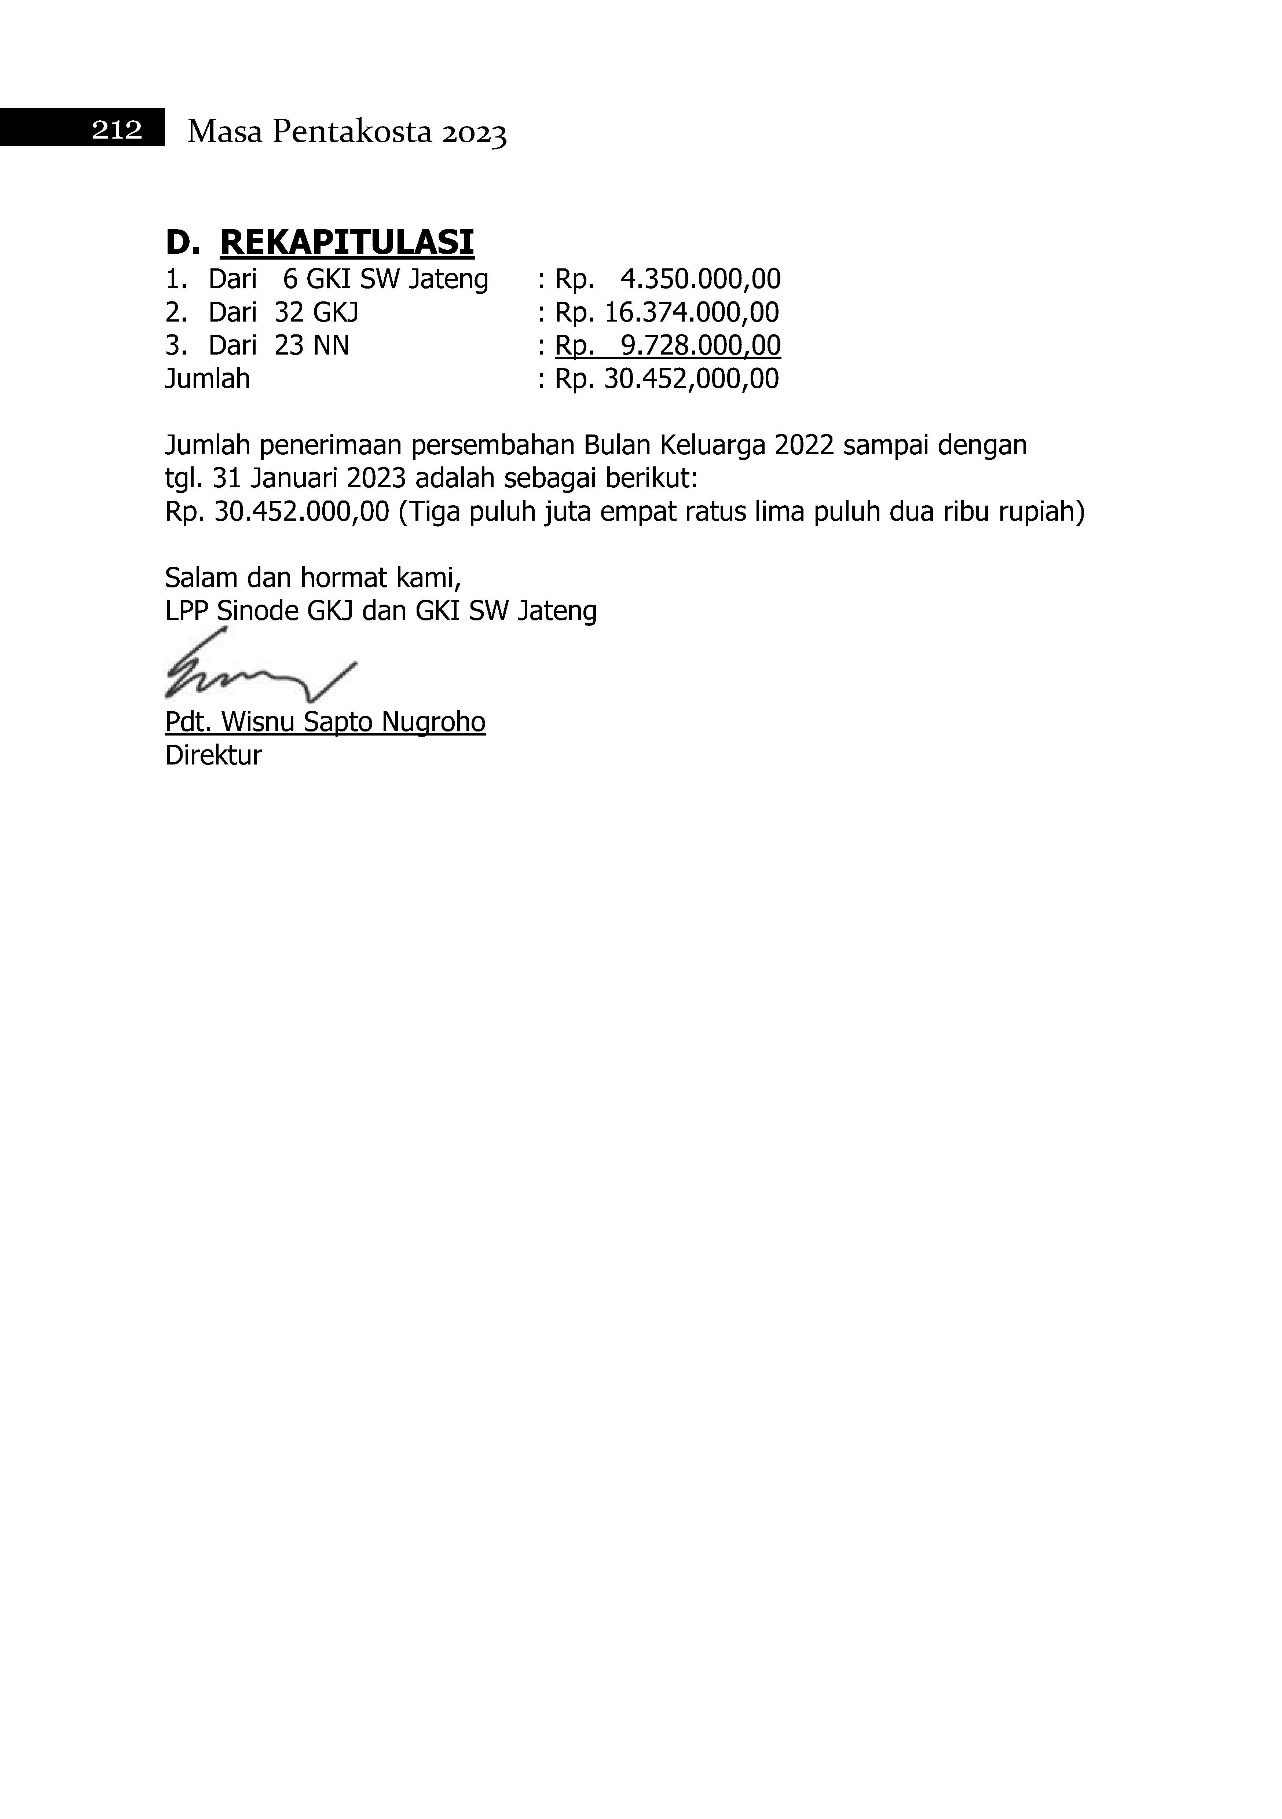 212 Masa Pentakosta 2023
D. REKAPITULASI
1. Dari 6 GKI SW Jateng : Rp. 4.350.000,00
2. Dari 32 GKJ : Rp. 16.374.000,00
3. Dari 23 NN : Rp. 9.728.000,00
Jumlah : Rp. 30.452,000,00
Jumlah penerimaan persembahan Bulan Keluarga 2022 sampai dengan
tgl. 31 Januari 2023 adalah sebagai berikut:
Rp. 30.452.000,00 (Tiga puluh juta empat ratus lima puluh dua ribu rupiah)
Salam dan hormat kami,
LPP Sinode GKJ dan GKI SW Jateng
Pdt. Wisnu Sapto Nugroho
Direktur